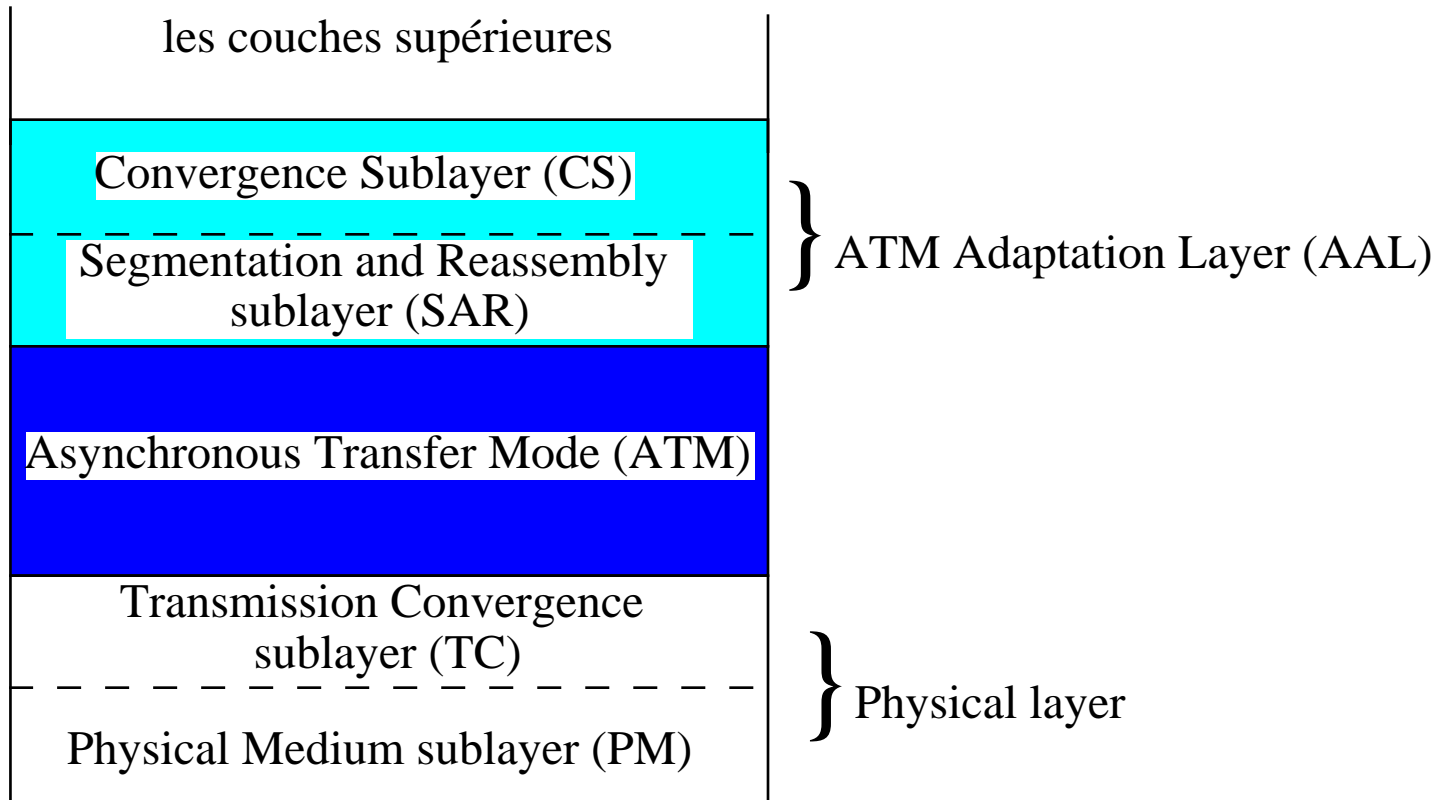 les couches supérieures
Convergence Sublayer (CS)
Segmentation and Reassembly
sublayer (SAR)
ATM Adaptation Layer (AAL)
Asynchronous Transfer Mode (ATM)
Transmission Convergence
sublayer (TC)
Physical layer
Physical Medium sublayer (PM)